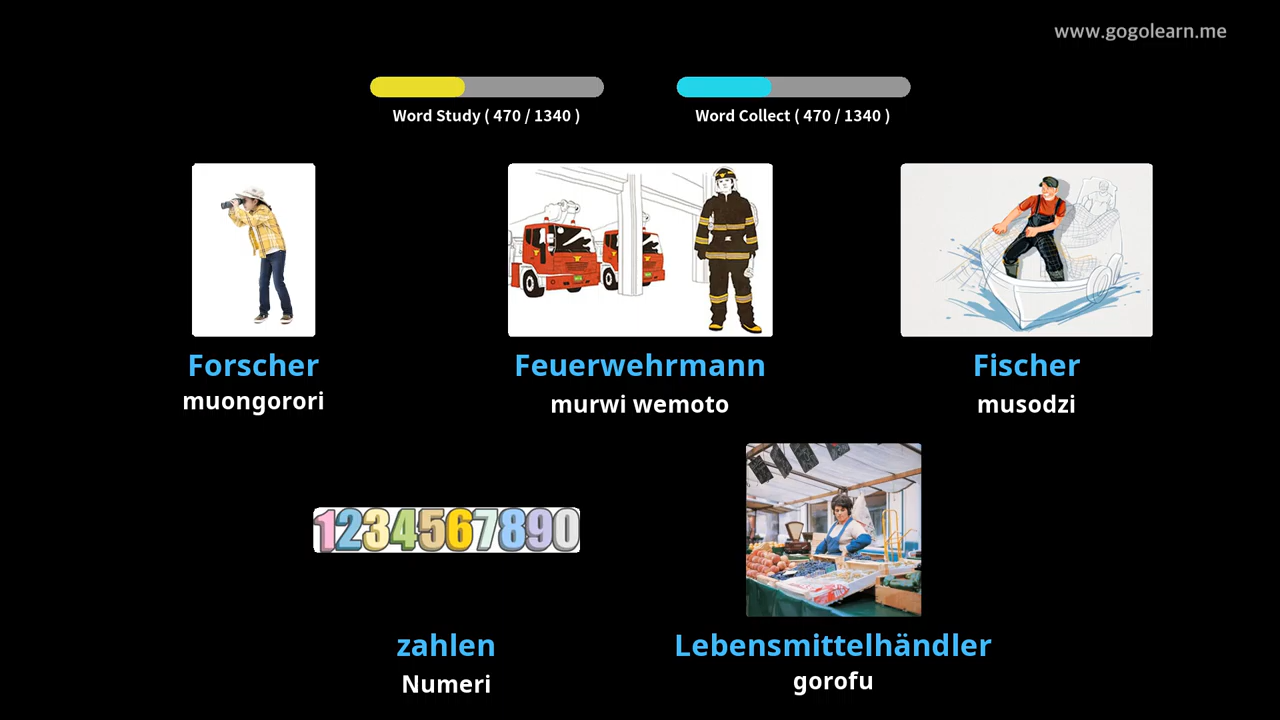 www.gogolearn.me
Word Study ( 470 / 1340 )
Word Collect ( 470 / 1340 )
Forscher
muongorori
Feuerwehrmann
murwi wemoto
Fischer
musodzi
1234567890
zahlen
Numeri
Lebensmittelhändler
gorofu